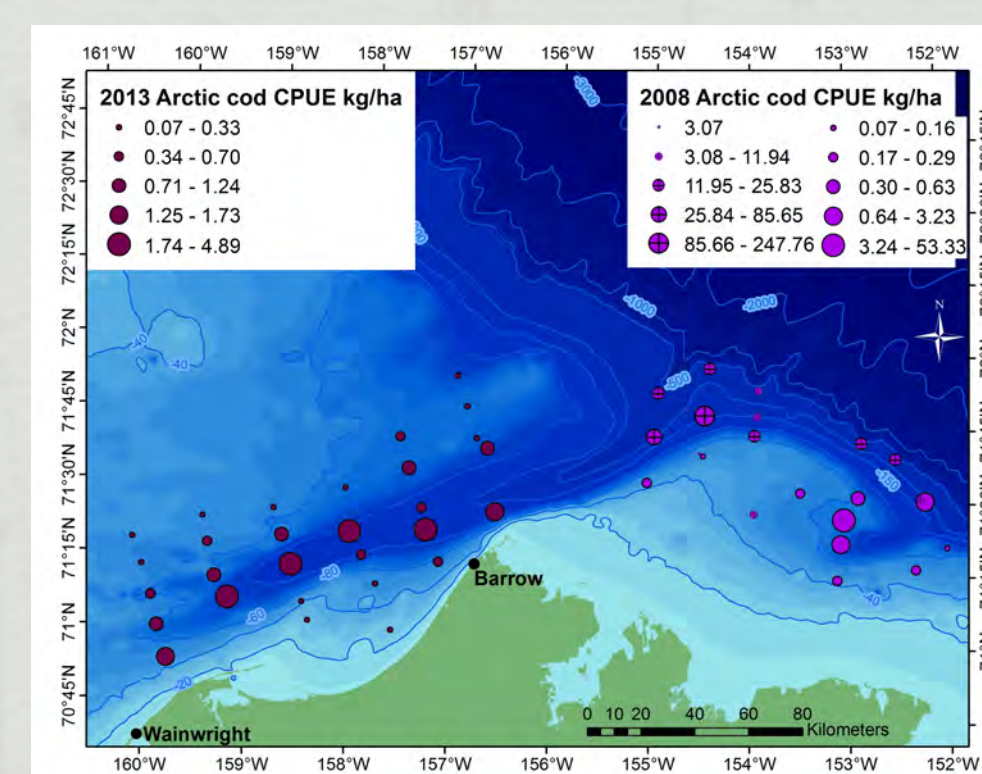 161°W 160°W 159°W 158°W 157°W 156°W 155°W 154°W 153°W 152°W
2013 Arctic cod CPUE kg/ha
0.07 - 0.33
0.34 - 0.70
0.71 - 1.24
1.25 - 1.73
1.74 - 4.89
2008 Arctic cod CPUE kg/ha
3.07
3.08 - 11.94
11.95 - 25.83
25.84 - 85.65
85.66 - 247.76
0.07 - 0.16
0.17 - 0.29
0.30 - 0.63
0.64 - 3.23
3.24 - 53.33
72°45'N
72°30'N
72°15'N
72°N
71°45'N
71°30'N
71°15'N
71°N
70°45'N
-3000
-2000
-1000
-500
-150
-40
-40
-40
-80
-60
-20
N
Barrow
Wainwright
0 10 20 40 60 80
Kilometers
160°W 159°W 158°W 157°W 156°W 155°W 154°W 153°W 152°W